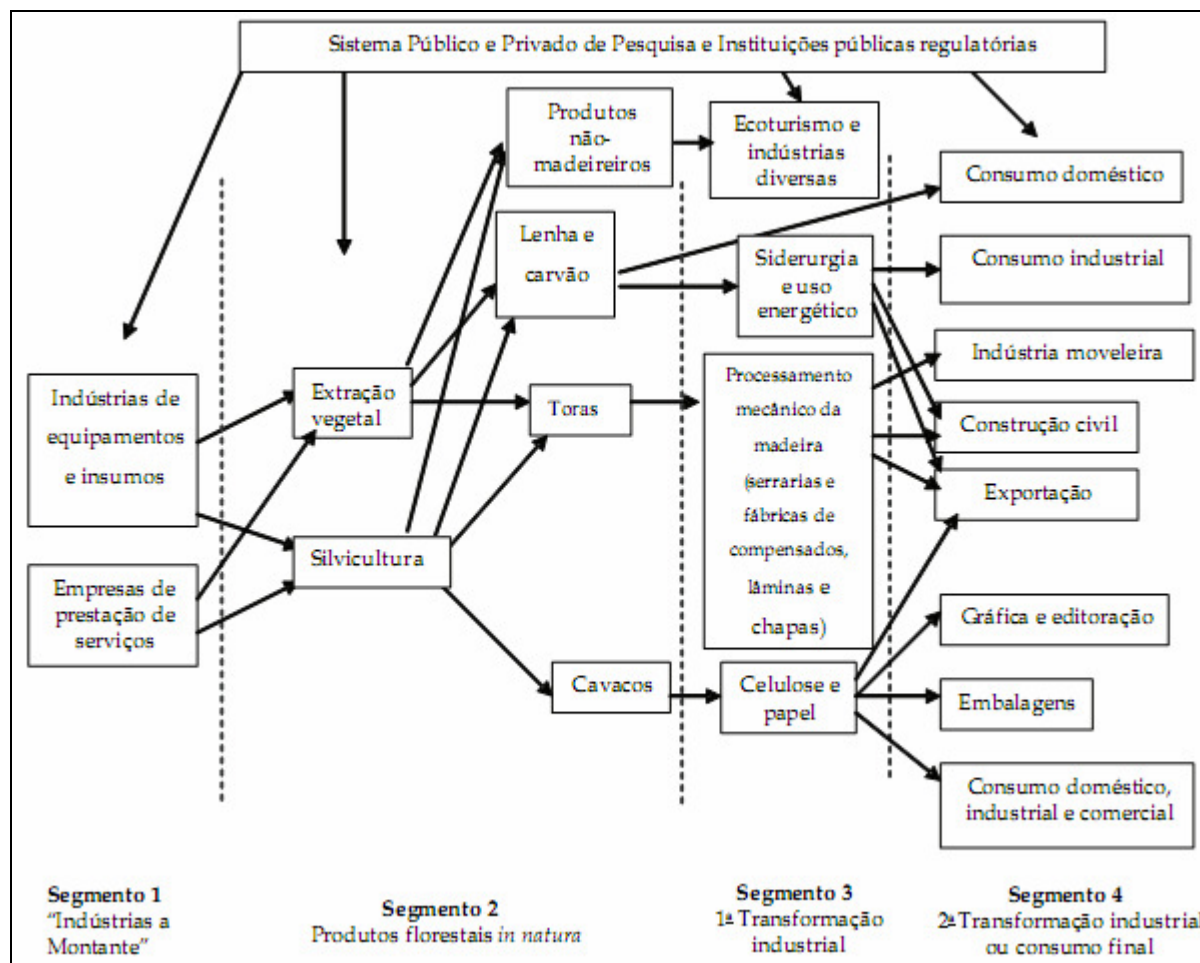 Sistema Público e Privado de Pesquisa e Instituições públicas regulatórias
Produtos
não-
madeireiros
Ecoturismo e
indústrias
diversas
Consumo doméstico
Lenha e
carvão
Siderurgia
e uso
energético
Consumo industrial
Indústria moveleira
Indústrias de
equipamentos
e insumos
Extração
vegetal
Toras
Processamento
mecânico da
madeira
(serrarias e
fábricas de
compensados,
lâminas e
chapas)
Construção civil
Exportação
Silvicultura
Empresas de
prestação de
serviços
Gráfica e editoração
Cavacos
Celulose e
papel
Embalagens
Consumo doméstico,
industrial e comercial
Segmento 1
"Indústrias a
Montante"
Segmento 2
Produtos florestais in natura
Segmento 3
1ª Transformação
industrial
Segmento 4
2ª Transformação industrial
ou consumo final